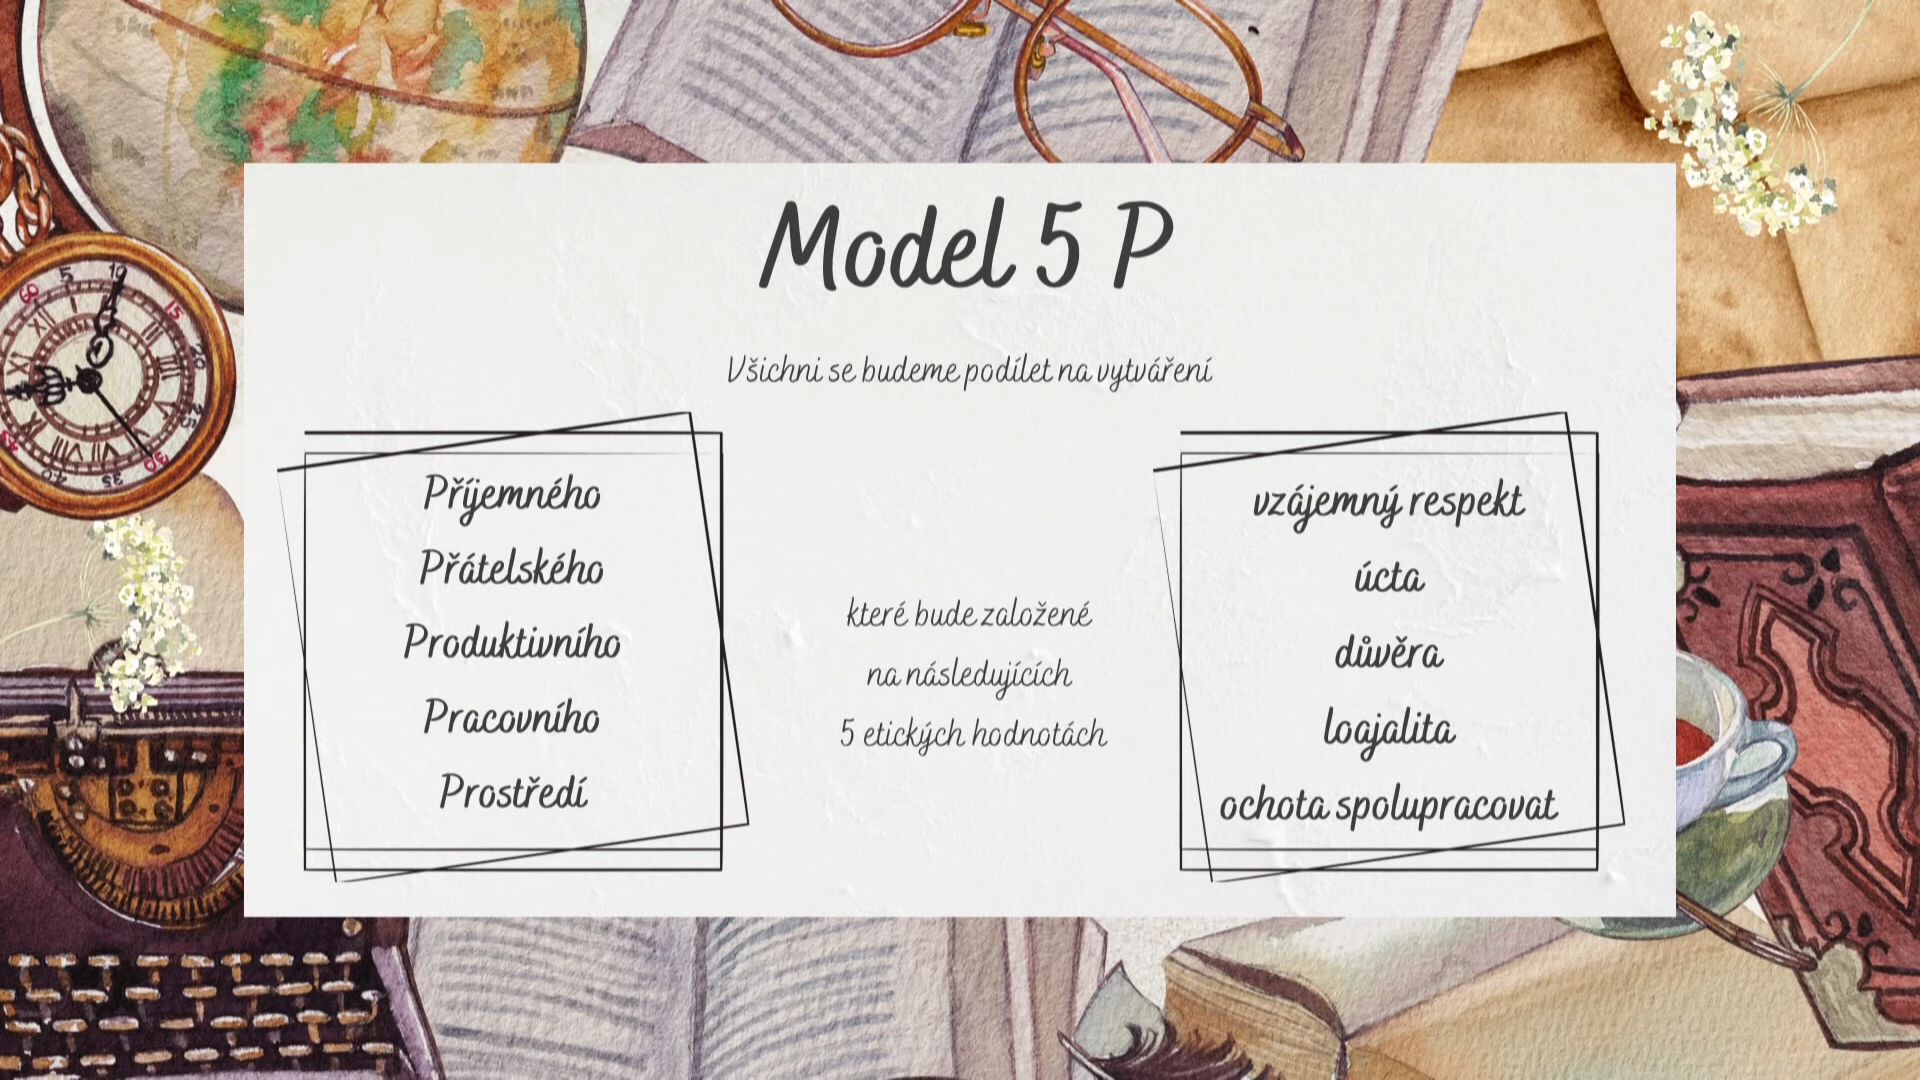 Model 5 P
Všichni se budeme podílet na vytváření
Příjemného
Přátelského
Produktivního
Pracovního
Prostředí
které bude založené
na následujících
5 etických hodnotách
vzájemný respekt
úcta
důvěra
loajalita
ochota spolupracovat